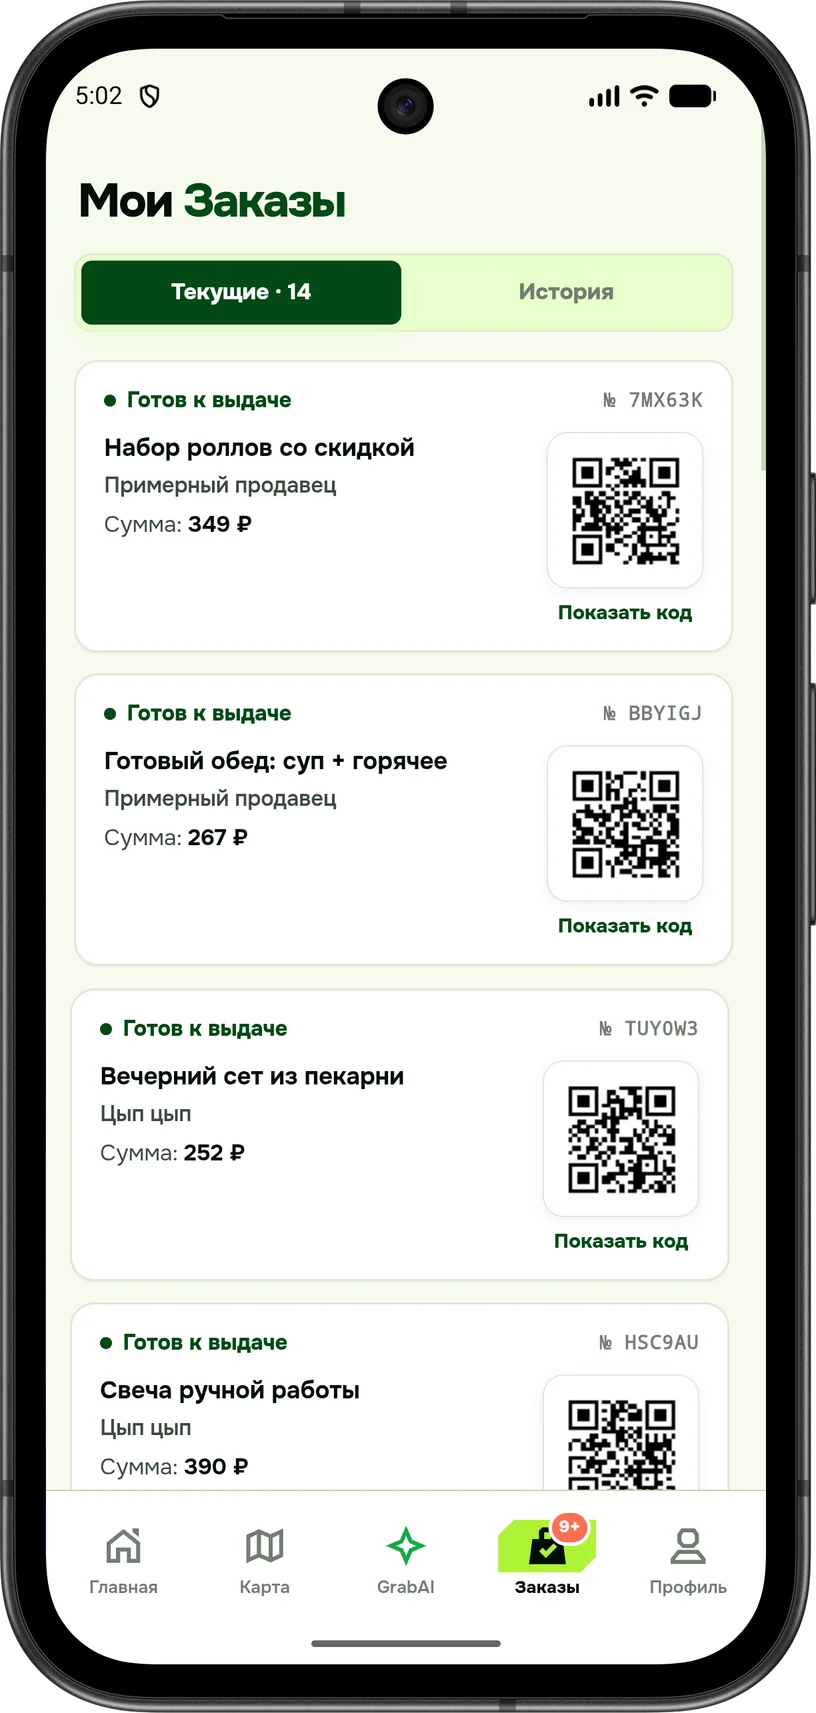 5:02
Мои Заказы
Текущие · 14
История
Готов к выдаче
№ 7MX63K
Набор роллов со скидкой
Примерный продавец
Сумма: 349 ₽
Показать код
Готов к выдаче
№ BBYIGJ
Готовый обед: суп + горячее
Примерный продавец
Сумма: 267 ₽
Показать код
Готов к выдаче
№ TUY0W3
Вечерний сет из пекарни
Цып цып
Сумма: 252 ₽
Показать код
Готов к выдаче
№ HSC9AU
Свеча ручной работы
Цып цып
Сумма: 390 ₽
9+
Главная
Карта
GrabAI
Заказы
Профиль